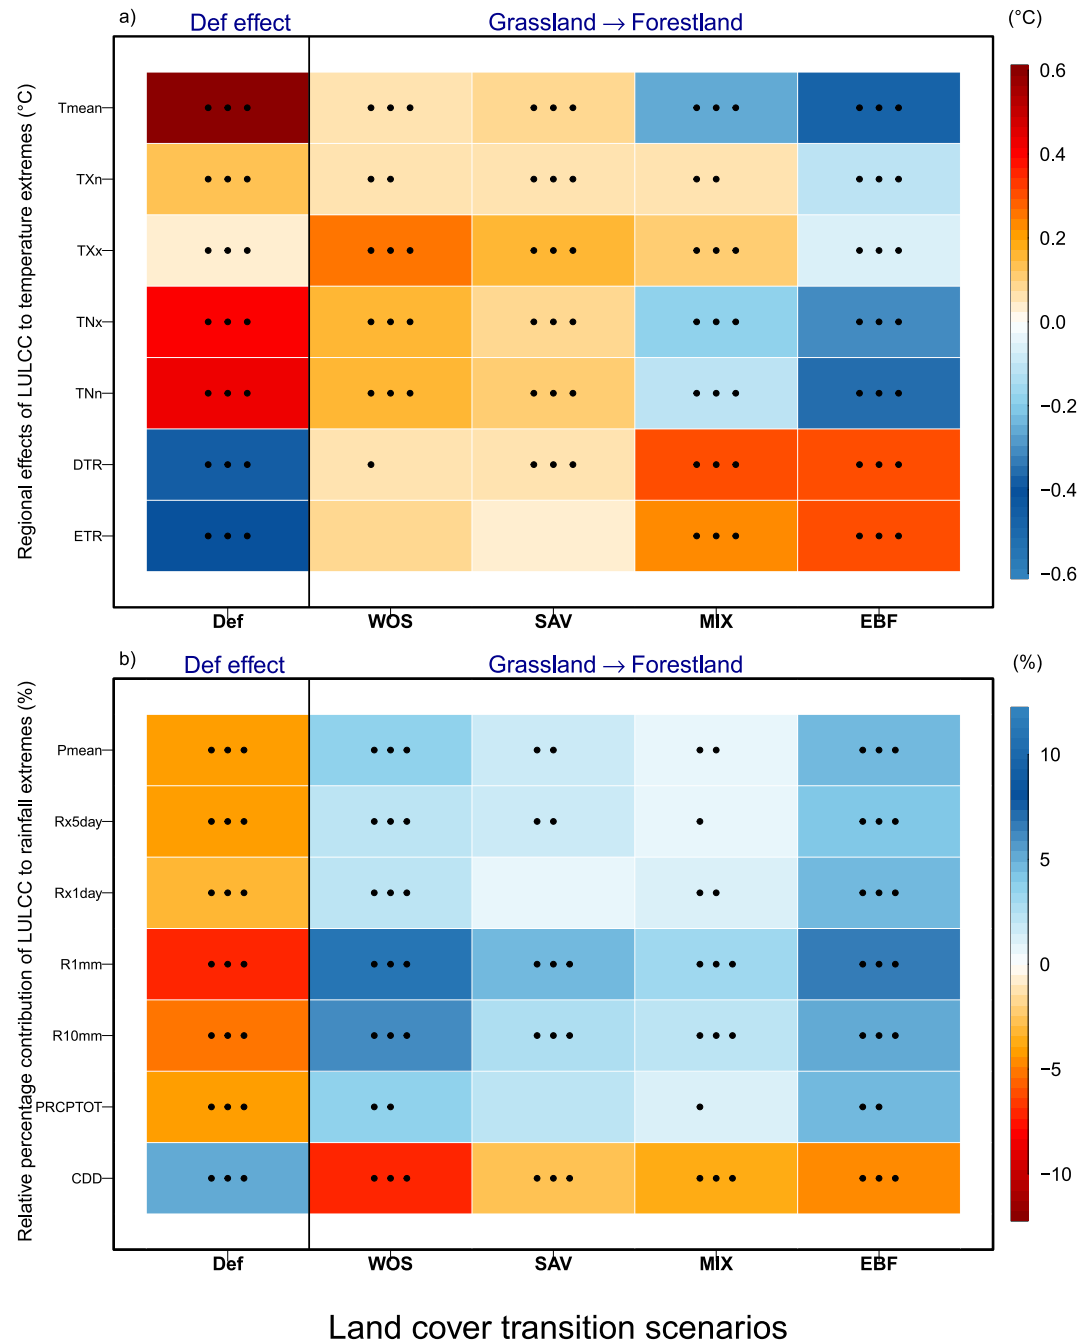 a)
Def effect
Grassland → Forestland
(°C)
Regional effects of LULCC to temperature extremes (°C)
Tmean
TXn
TXx
TNx
TNn
DTR
ETR
0.6
0.4
0.2
0.0
−0.2
−0.4
−0.6
Def WOS SAV MIX EBF
b)
Def effect
Grassland → Forestland
(%)
Relative percentage contribution of LULCC to rainfall extremes (%)
Pmean
Rx5day
Rx1day
R1mm
R10mm
PRCPTOT
CDD
10
5
0
−5
−10
Def WOS SAV MIX EBF
Land cover transition scenarios